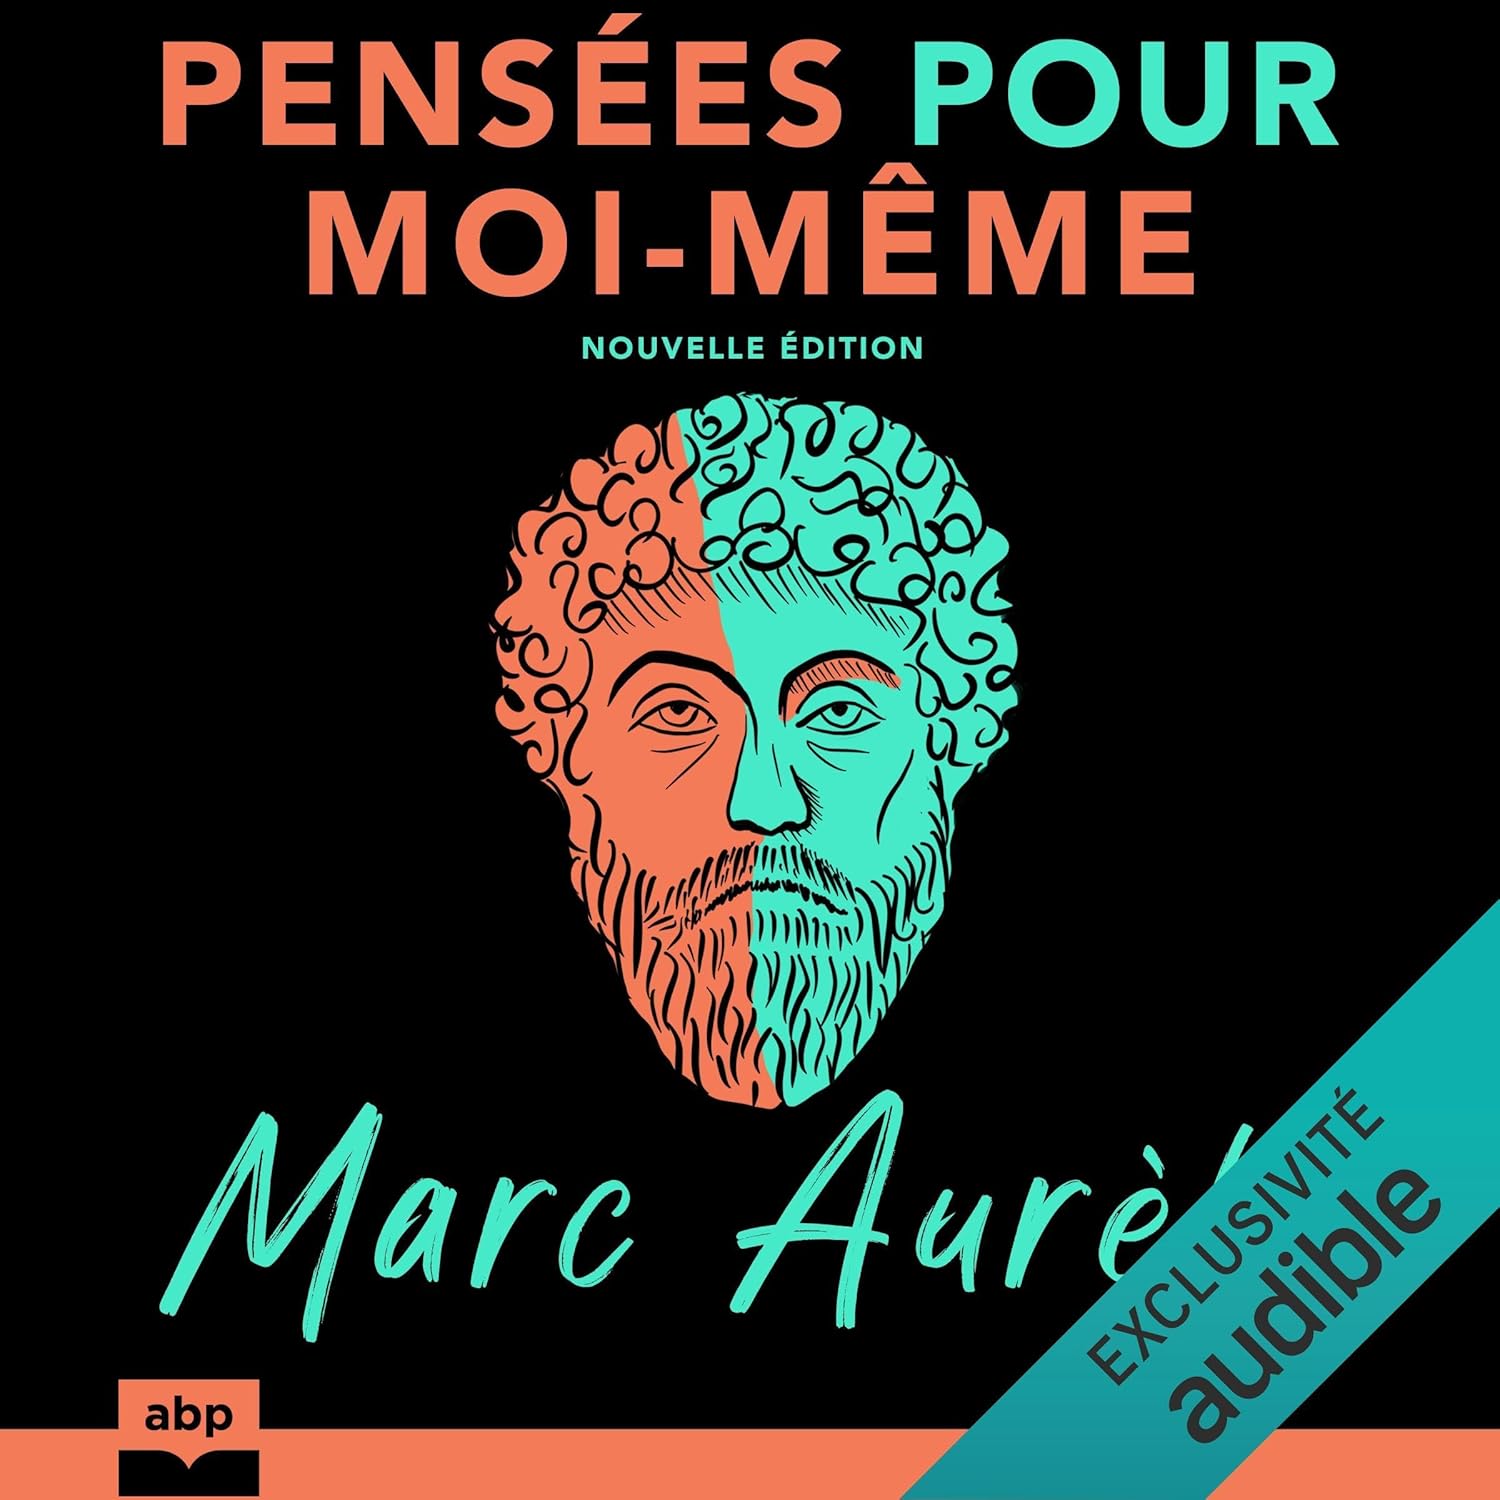 PENSÉES POUR
MOI-MÊME
NOUVELLE ÉDITION
Marc Aurè
EXCLUSIVITÉ
audible
abp